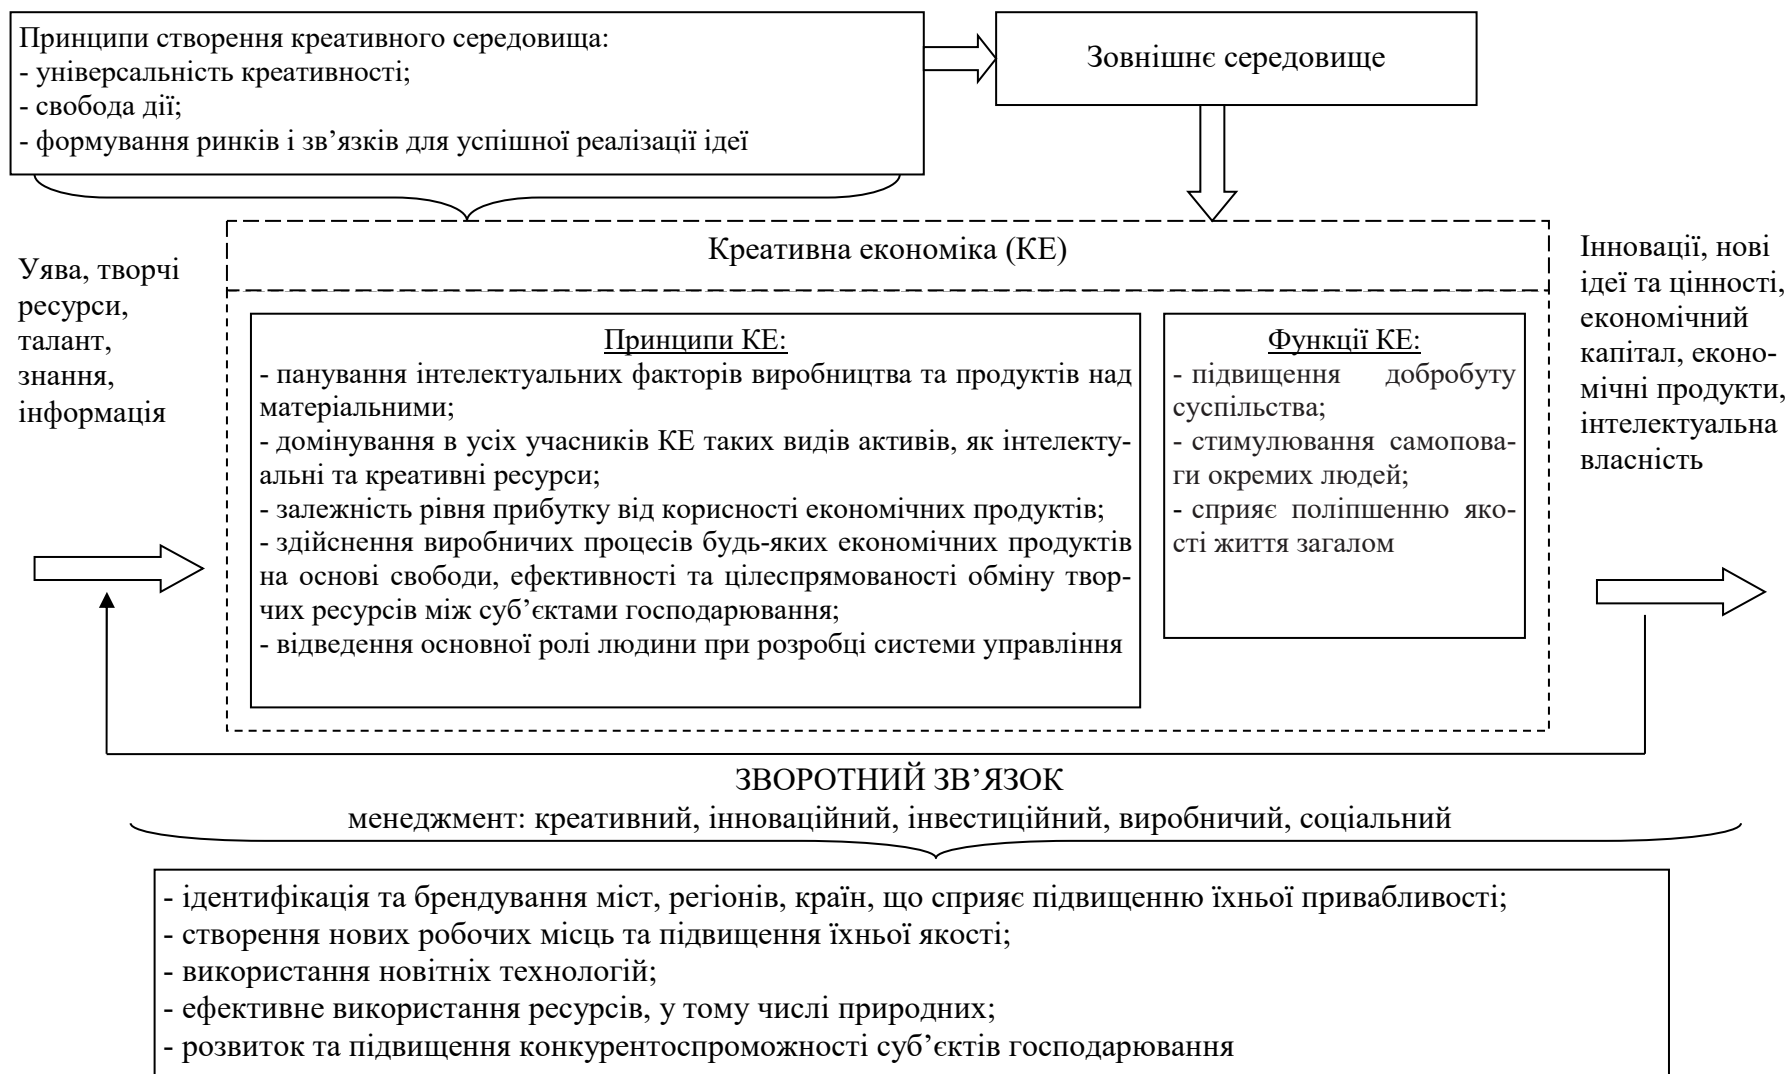 Принципи створення креативного середовища:
- універсальність креативності;
- свобода дії;
- формування ринків і зв’язків для успішної реалізації ідеї
Зовнішнє середовище
Креативна економіка (КЕ)
Уява, творчі
ресурси,
талант,
знання,
інформація
Принципи КЕ:
- панування інтелектуальних факторів виробництва та продуктів над
матеріальними;
- домінування в усіх учасників КЕ таких видів активів, як інтелекту-
альні та креативні ресурси;
- залежність рівня прибутку від корисності економічних продуктів;
- здійснення виробничих процесів будь-яких економічних продуктів
на основі свободи, ефективності та цілеспрямованості обміну твор-
чих ресурсів між суб’єктами господарювання;
- відведення основної ролі людини при розробці системи управління
Функції КЕ:
- підвищення добробуту
суспільства;
- стимулювання самопова-
ги окремих людей;
- сприяє поліпшенню яко-
сті життя загалом
Інновації, нові
ідеї та цінності,
економічний
капітал, еконо-
мічні продукти,
інтелектуальна
власність
ЗВОРОТНИЙ ЗВ’ЯЗОК
менеджмент: креативний, інноваційний, інвестиційний, виробничий, соціальний
- ідентифікація та брендування міст, регіонів, країн, що сприяє підвищенню їхньої привабливості;
- створення нових робочих місць та підвищення їхньої якості;
- використання новітніх технологій;
- ефективне використання ресурсів, у тому числі природних;
- розвиток та підвищення конкурентоспроможності суб’єктів господарювання